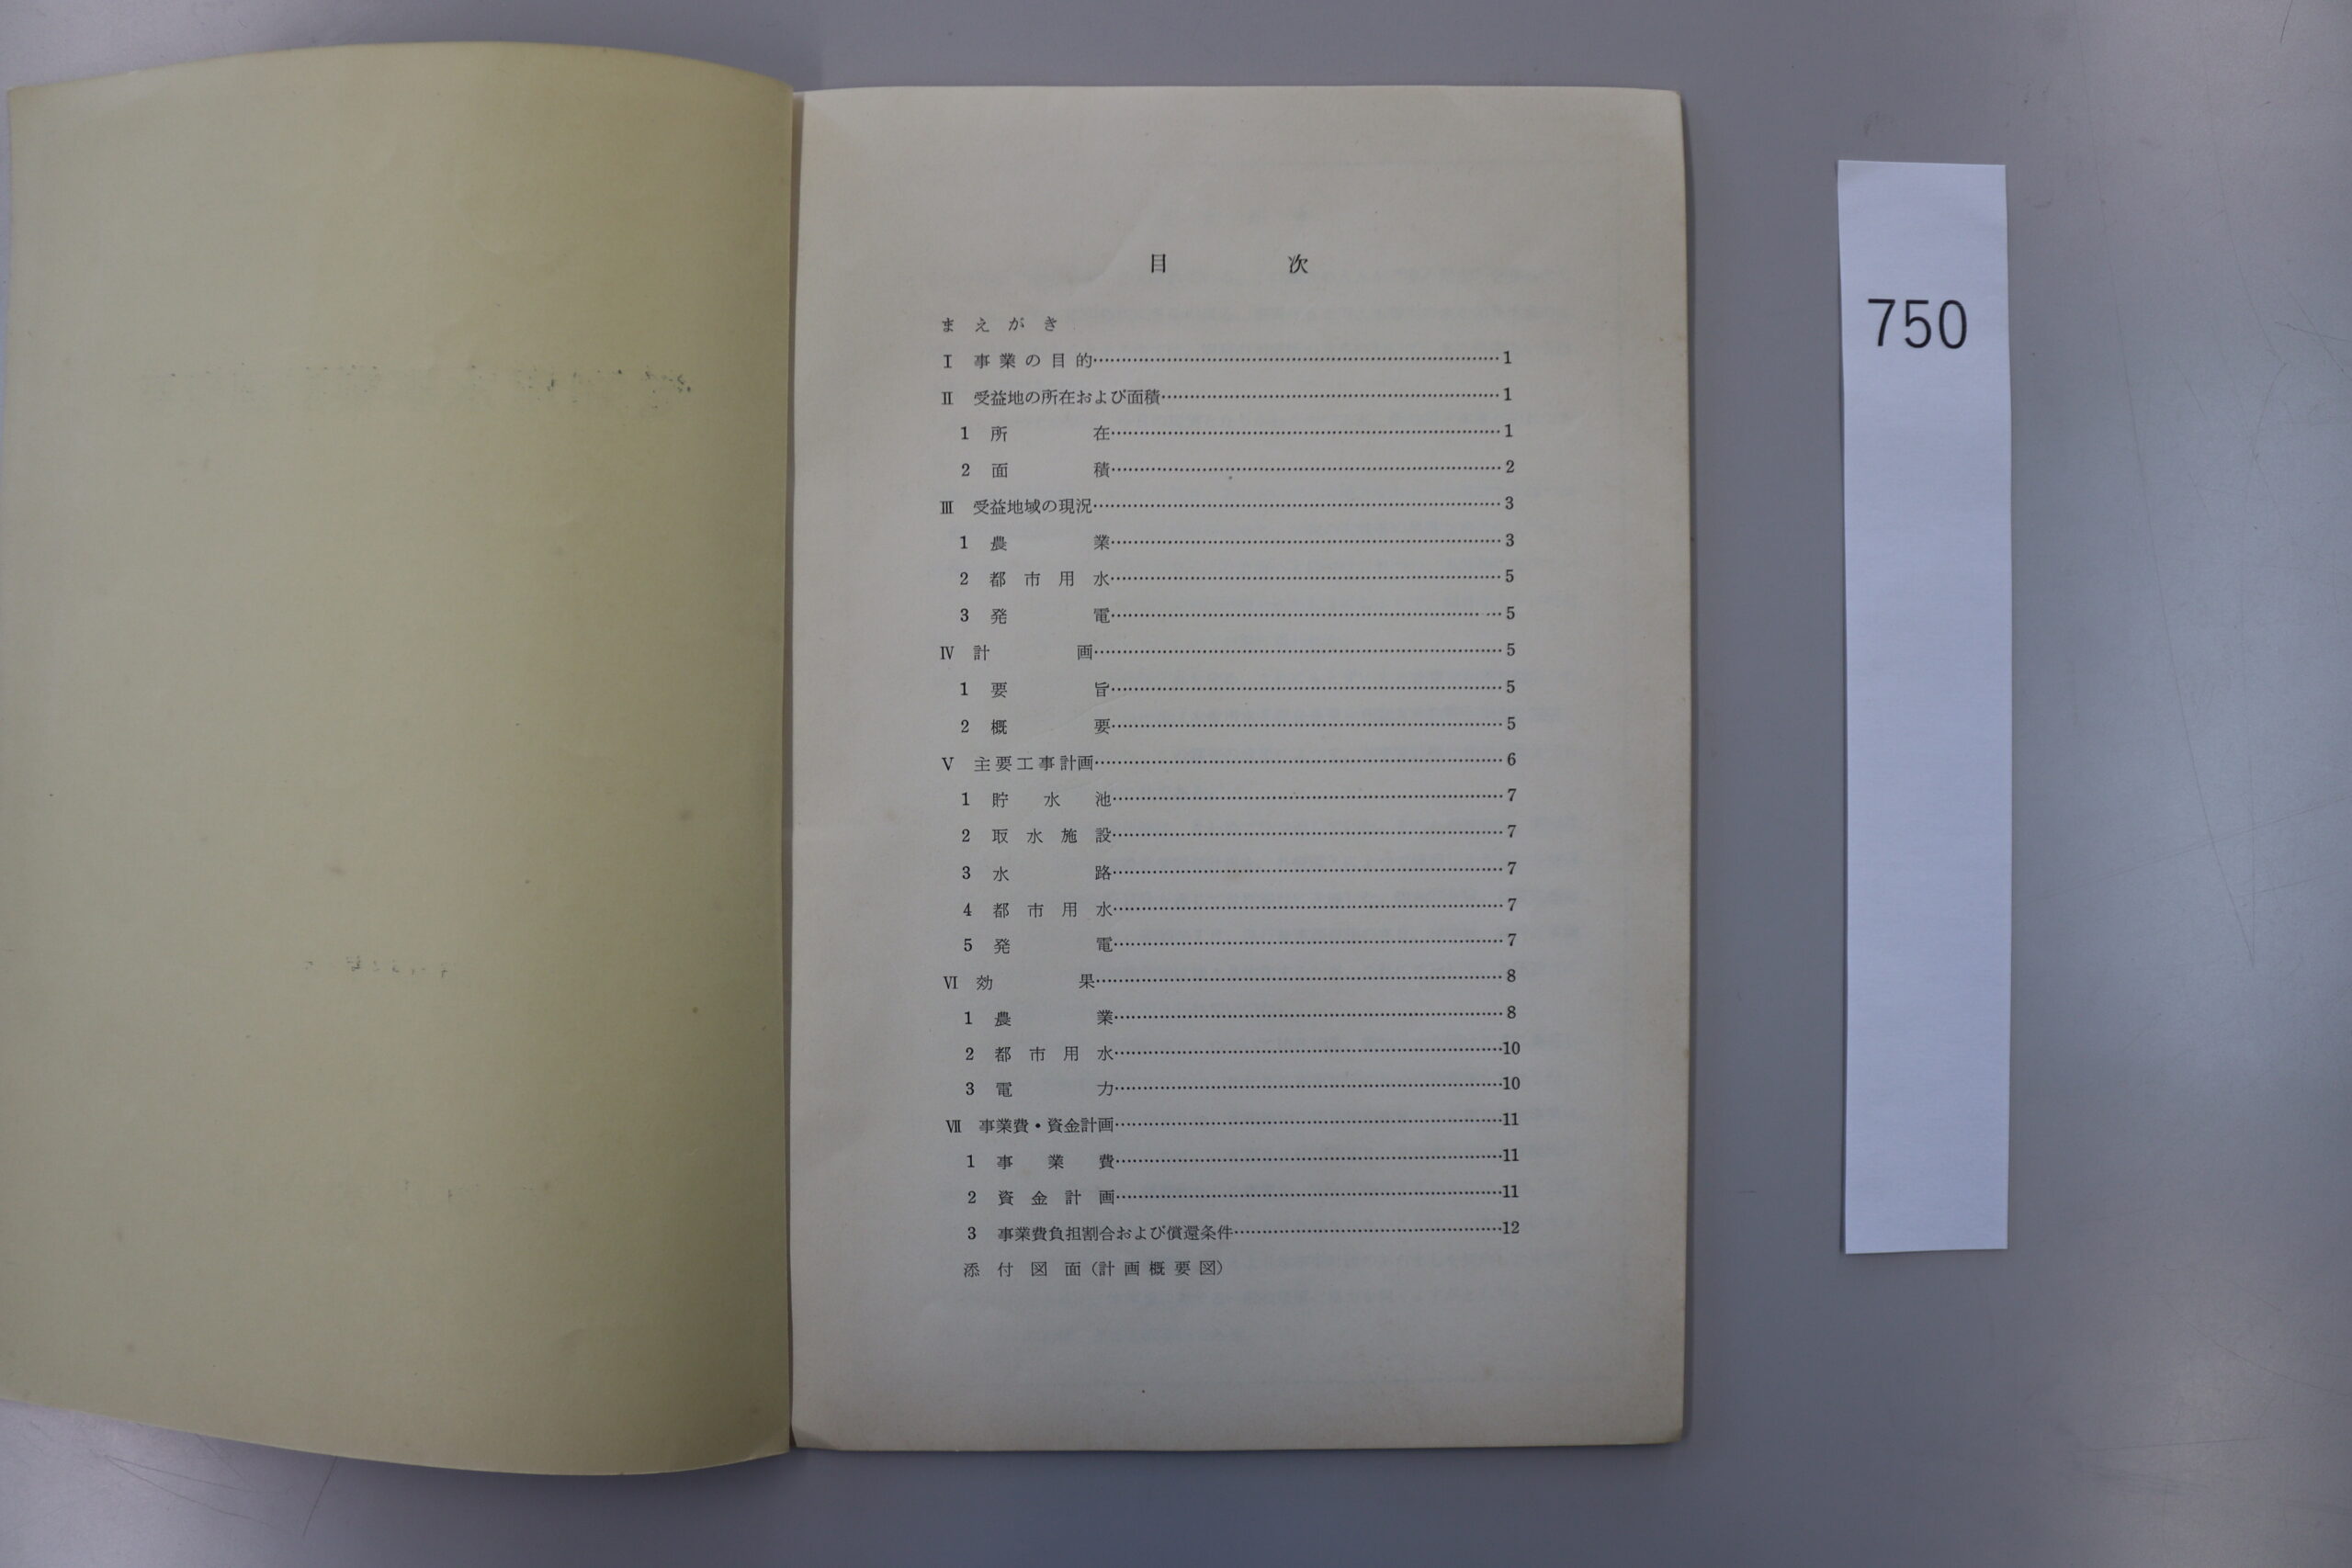 目次
まえがき
Ⅰ 事業の目的……1
Ⅱ 受益地の所在および面積……1
1 所在……1
2 面積……2
Ⅲ 受益地域の現況……3
1 農業……3
2 都市用水……5
3 発電……5
Ⅳ 計画……5
1 要旨……5
2 概要……5
Ⅴ 主要工事計画……6
1 貯水池……7
2 取水施設……7
3 水路……7
4 都市用水……7
5 発電……7
Ⅵ 効果……8
1 農業……8
2 都市用水……10
3 電力……10
Ⅶ 事業費・資金計画……11
1 事業費……11
2 資金計画……11
3 事業費負担割合および償還条件……12
添付図面(計画概要図)
750